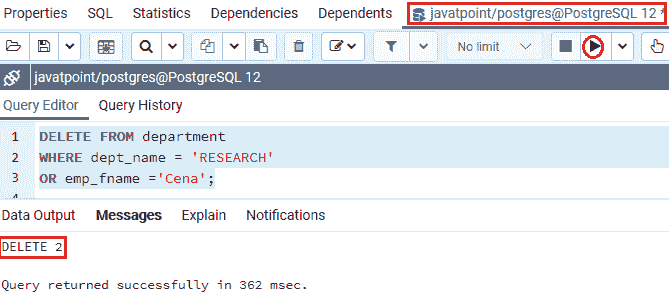 Properties SQL Statistics Dependencies Dependents javatpoint/postgres@PostgreSQL 12 *
No limit
javatpoint/postgres@PostgreSQL 12
Query Editor Query History
1 DELETE FROM department
2 WHERE dept_name = 'RESEARCH'
3 OR emp_fname ='Cena';
4
Data Output Messages Explain Notifications
DELETE 2
Query returned successfully in 362 msec.